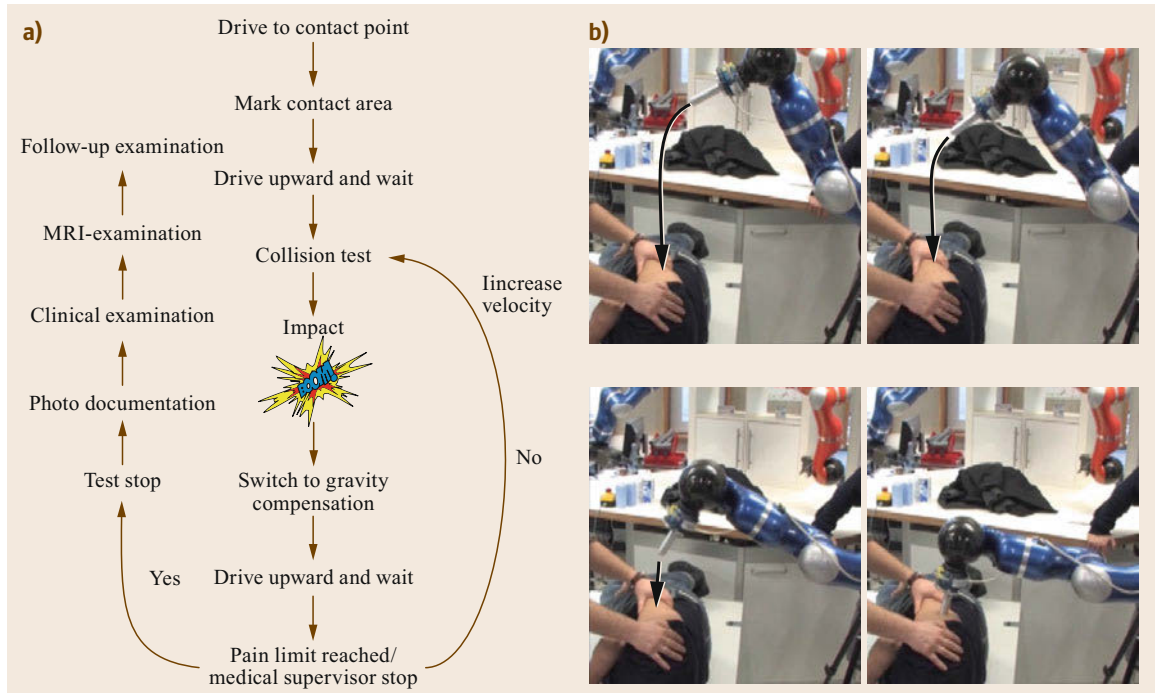 a)
Drive to contact point
Mark contact area
Drive upward and wait
Collision test
Impact
BOOM!
Switch to gravity
compensation
Drive upward and wait
Pain limit reached/
medical supervisor stop
No
Iincrease
velocity
Yes
Test stop
Photo documentation
Clinical examination
MRI-examination
Follow-up examination
b)